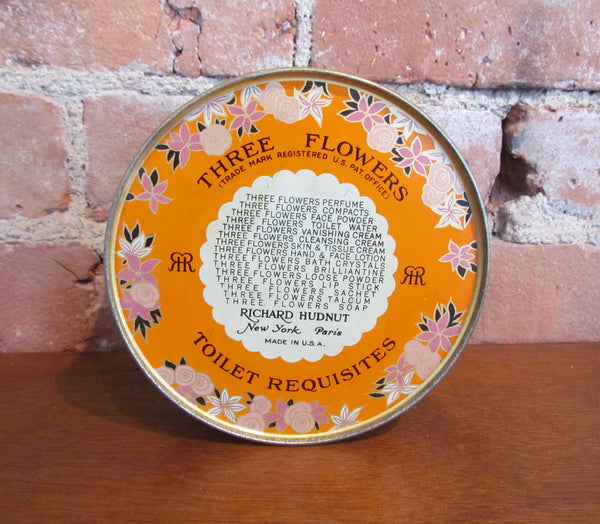 THREE FLOWERS
(TRADE MARK REGISTERED U.S. PAT. OFFICE)
THREE FLOWERS PERFUME
THREE FLOWERS COMPACTS
THREE FLOWERS FACE POWDER
THREE FLOWERS TOILET WATER
THREE FLOWERS VANISHING CREAM
THREE FLOWERS CLEANSING CREAM
THREE FLOWERS SKIN & TISSUE CREAM
THREE FLOWERS HAND & FACE LOTION
THREE FLOWERS BATH CRYSTALS
THREE FLOWERS BRILLIANTINE
THREE FLOWERS LOOSE POWDER
THREE FLOWERS LIP STICK
THREE FLOWERS SACHET
THREE FLOWERS TALCUM
THREE FLOWERS SOAP
RICHARD HUDNUT
New York Paris
MADE IN U.S.A.
TOILET REQUISITES